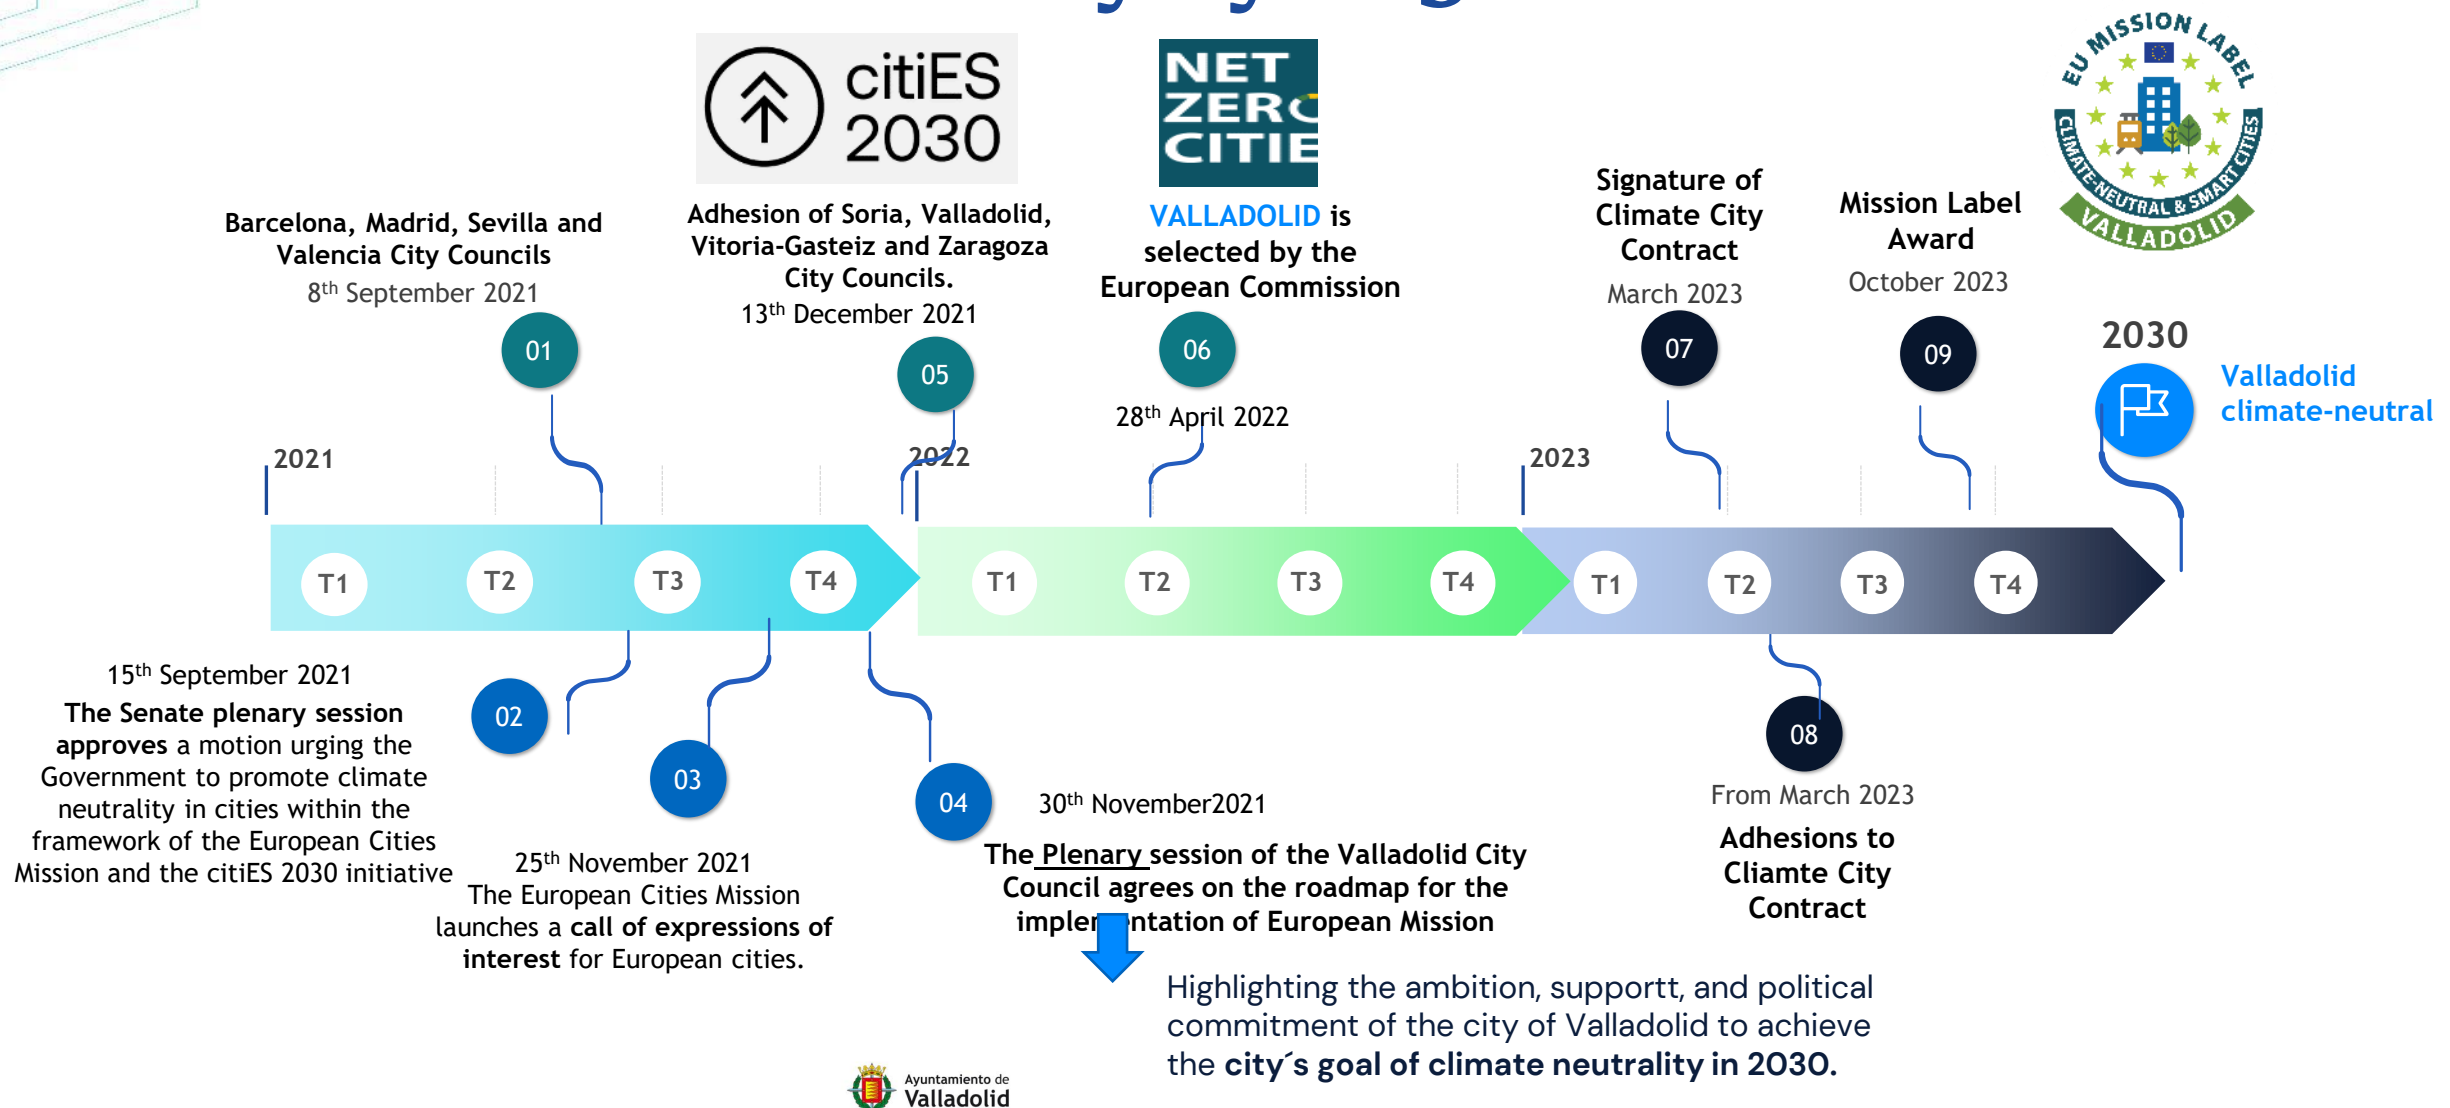 citiES
2030
NET
ZERO
CITIE
EU MISSION LABEL
CLIMATE-NEUTRAL & SMART CITIES
VALLADOLID
Barcelona, Madrid, Sevilla and
Valencia City Councils
8th September 2021
01
Adhesion of Soria, Valladolid,
Vitoria-Gasteiz and Zaragoza
City Councils.
13th December 2021
05
VALLADOLID is
selected by the
European Commission
06
28th April 2022
Signature of
Climate City
Contract
March 2023
07
Mission Label
Award
October 2023
09
2030
Valladolid
climate-neutral
2021
2022
2023
T1
T2
T3
T4
T1
T2
T3
T4
T1
T2
T3
T4
15th September 2021
The Senate plenary session
approves a motion urging the
Government to promote climate
neutrality in cities within the
framework of the European Cities
Mission and the citiES 2030 initiative
02
03
25th November 2021
The European Cities Mission
launches a call of expressions of
interest for European cities.
04
30th November2021
The Plenary session of the Valladolid City
Council agrees on the roadmap for the
implementation of European Mission
08
From March 2023
Adhesions to
Cliamte City
Contract
Highlighting the ambition, supportt, and political
commitment of the city of Valladolid to achieve
the city´s goal of climate neutrality in 2030.
Ayuntamiento de
Valladolid